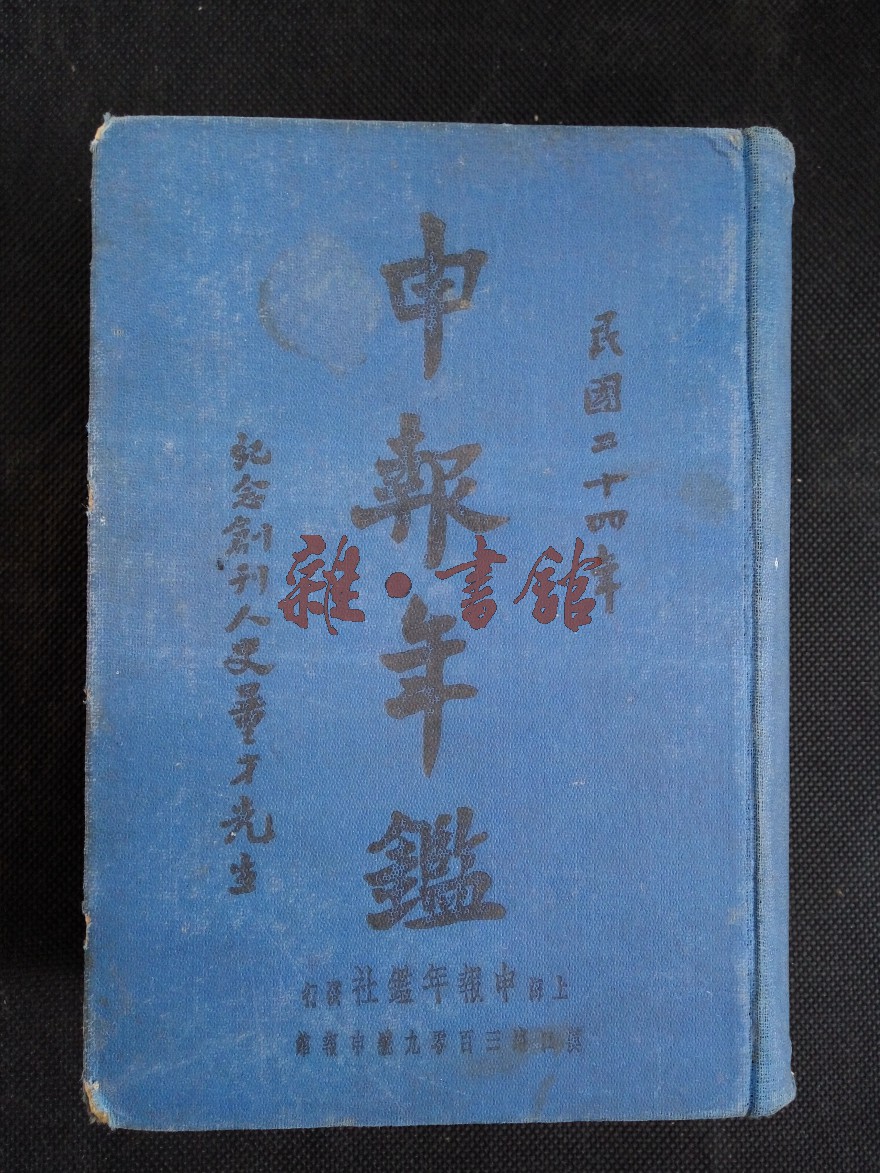 民國二十四年
申報年鑑
紀念創刊人史量才先生
上海申報年鑑社發行
漢口路三百零九號申報館
雜·書館